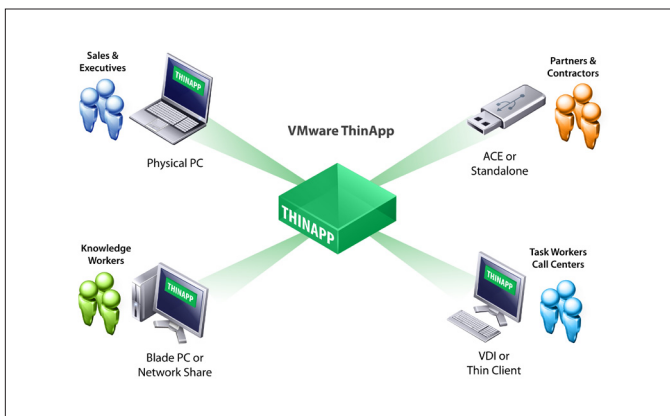 Sales &
Executives
THINAPP
Physical PC
VMware ThinApp
Partners &
Contractors
ACE or
Standalone
THINAPP
Knowledge
Workers
THINAPP
Blade PC or
Network Share
Task Workers
Call Centers
THINAPP
VDI or
Thin Client